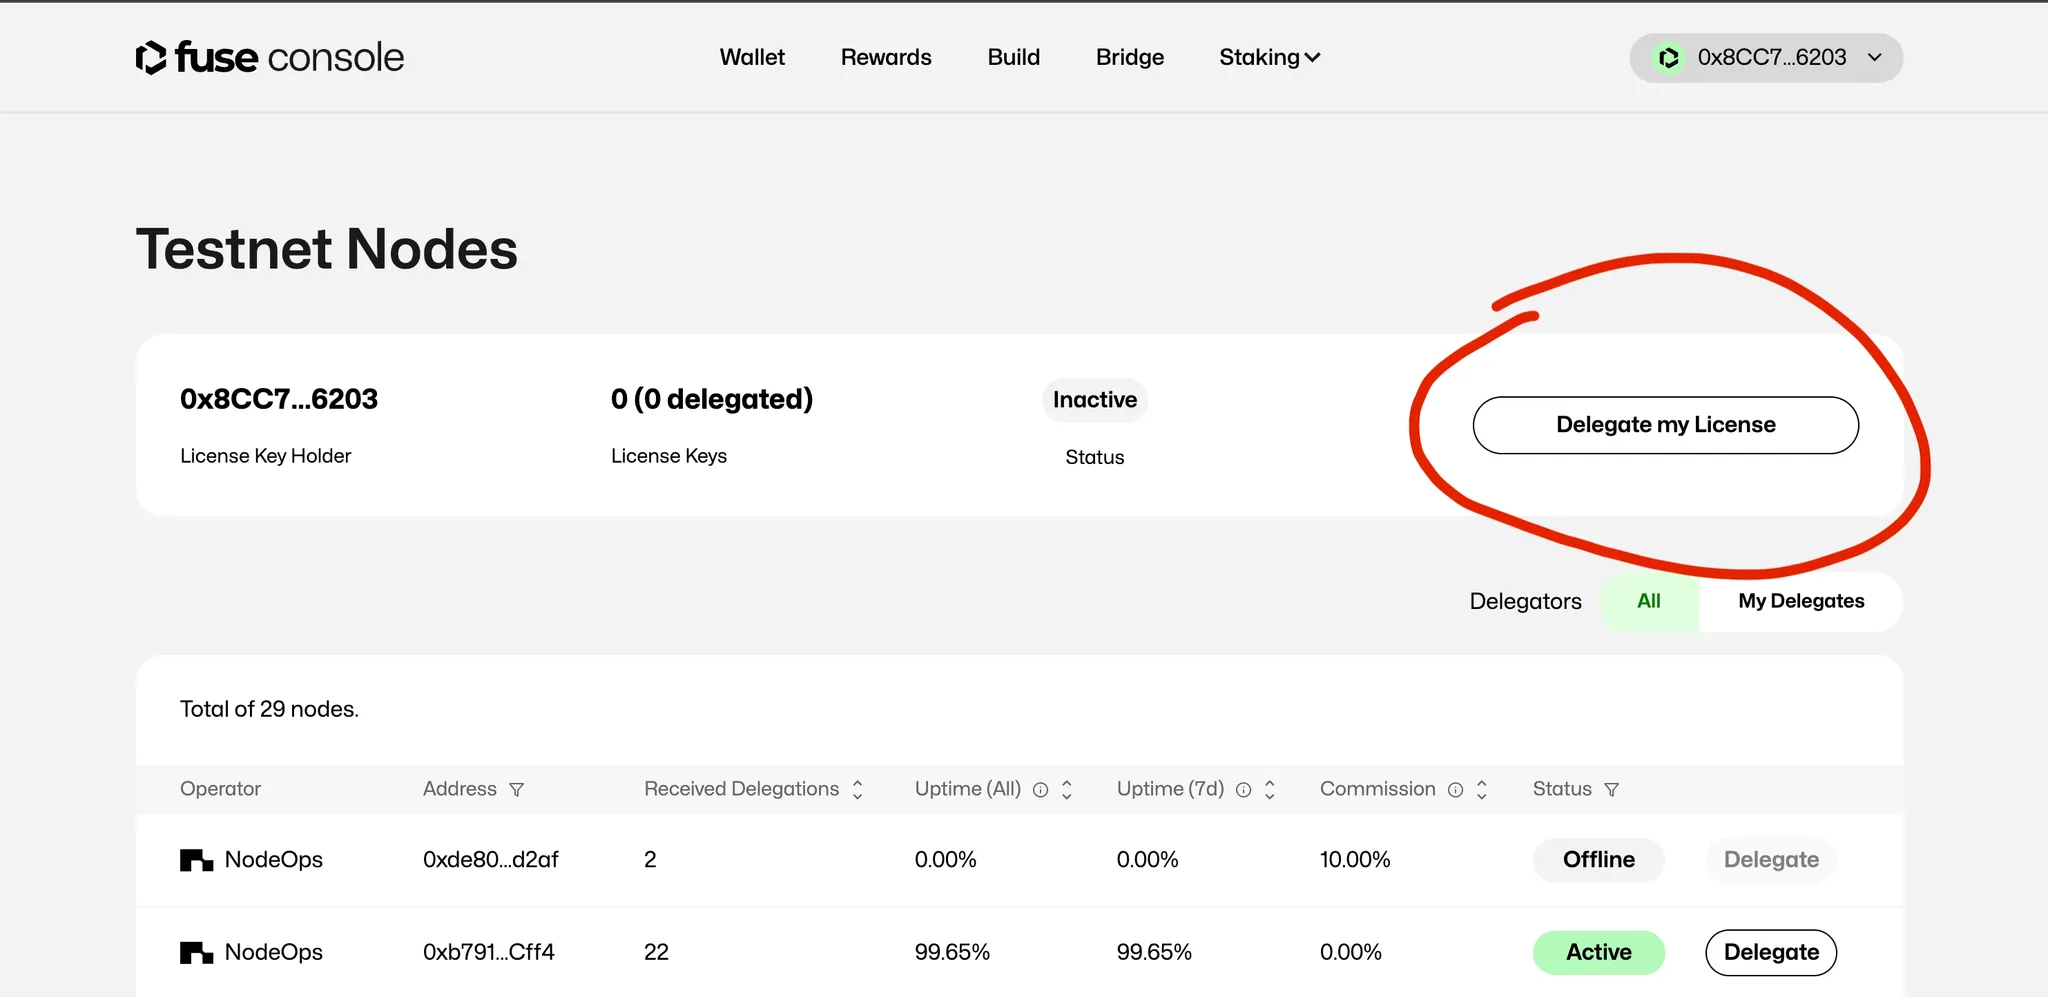 fuse console
Wallet Rewards Build Bridge Staking 0x8CC7...6203
Testnet Nodes
0x8CC7...6203 0 (0 delegated) Inactive Delegate my License
License Key Holder License Keys Status
Delegators All My Delegates
Total of 29 nodes.
Operator Address Received Delegations Uptime (All) Uptime (7d) Commission Status
NodeOps 0xde80...d2af 2 0.00% 0.00% 10.00% Offline Delegate
NodeOps 0xb791...Cff4 22 99.65% 99.65% 0.00% Active Delegate